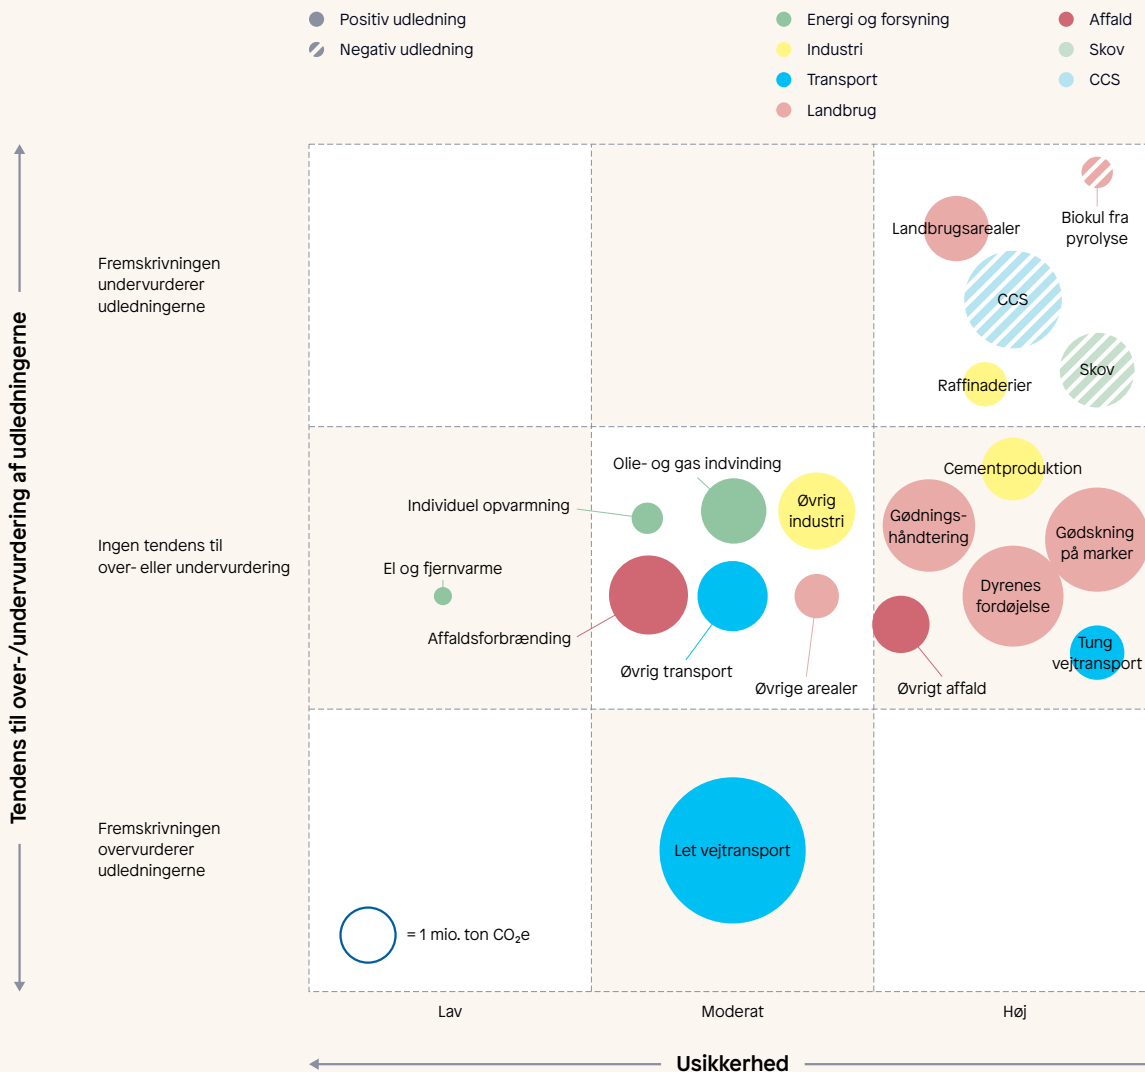 Positiv udledning
Negativ udledning
Energi og forsyning
Industri
Transport
Landbrug
Affald
Skov
CCS
Tendens til over-/undervurdering af udledningerne
Fremskrivningen
undervurderer
udledningerne
Landbrugsarealer
Biokul fra
pyrolyse
CCS
Raffinaderier
Skov
Ingen tendens til
over- eller undervurdering
Individuel opvarmning
El og fjernvarme
Affaldsforbrænding
Olie- og gas indvinding
Øvrig
industri
Øvrig transport
Øvrige arealer
Cementproduktion
Gødnings-
håndtering
Gødskning
på marker
Dyrenes
fordøjelse
Tung
vejtransport
Øvrigt affald
Fremskrivningen
overvurderer
udledningerne
Let vejtransport
= 1 mio. ton CO₂e
Lav
Moderat
Høj
Usikkerhed